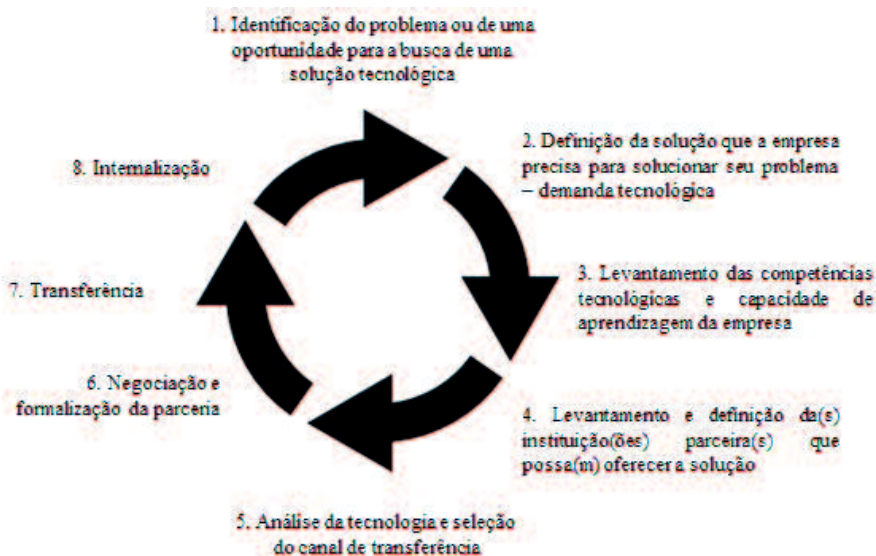 1. Identificação do problema ou de uma
oportunidade para a busca de uma
solução tecnológica
2. Definição da solução que a empresa
precisa para solucionar seu problema
– demanda tecnológica
3. Levantamento das competências
tecnológicas e capacidade de
aprendizagem da empresa
4. Levantamento e definição da(s)
instituição(ões) parceira(s) que
possa(m) oferecer a solução
5. Análise da tecnologia e seleção
do canal de transferência
6. Negociação e
formalização da parceria
7. Transferência
8. Internalização